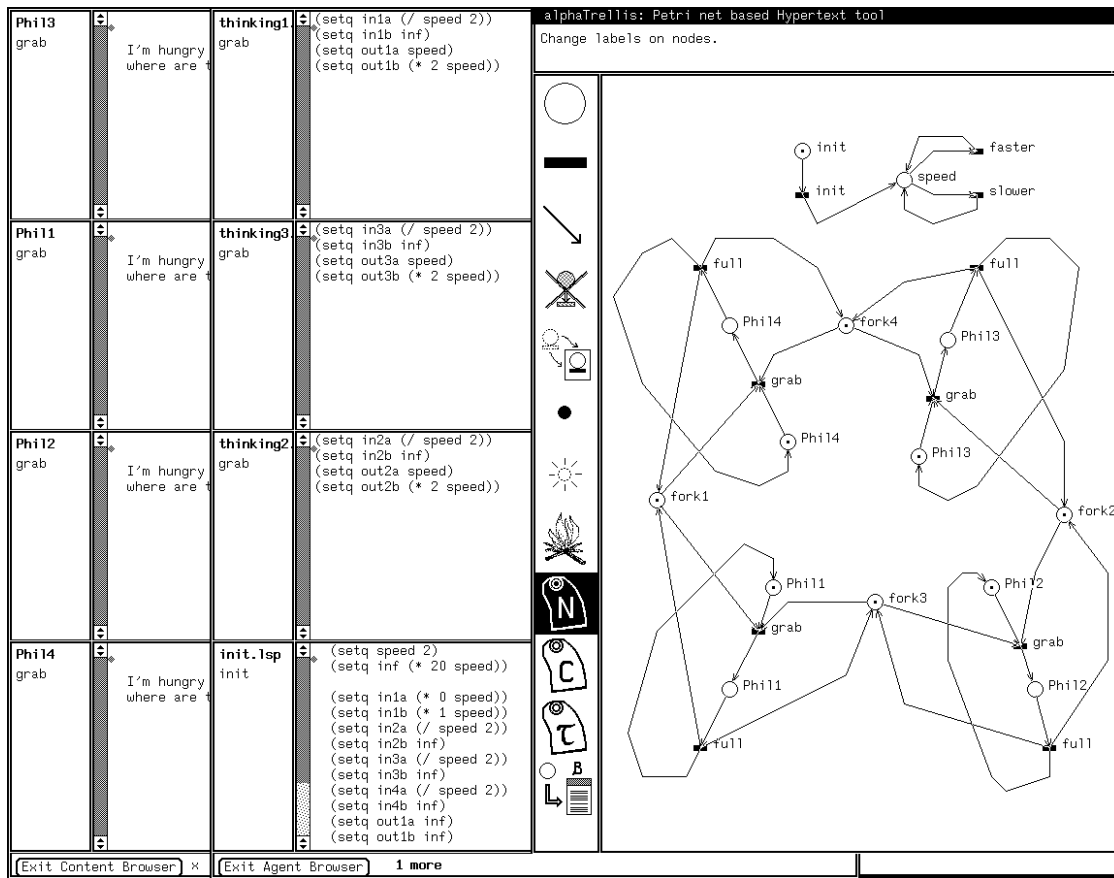 Phil3
grab
I'm hungry
where are t
Phil1
grab
I'm hungry
where are t
Phil2
grab
I'm hungry
where are t
Phil4
grab
I'm hungry
where are t
Exit Content Browser
x
thinking1.
grab
(setq in1a (/ speed 2))
(setq in1b inf)
(setq out1a speed)
(setq out1b (* 2 speed))
thinking3.
grab
(setq in3a (/ speed 2))
(setq in3b inf)
(setq out3a speed)
(setq out3b (* 2 speed))
thinking2.
grab
(setq in2a (/ speed 2))
(setq in2b inf)
(setq out2a speed)
(setq out2b (* 2 speed))
init.lsp
init
(setq speed 2)
(setq inf (* 20 speed))
(setq in1a (* 0 speed))
(setq in1b (* 1 speed))
(setq in2a (/ speed 2))
(setq in2b inf)
(setq in3a (/ speed 2))
(setq in3b inf)
(setq in4a (/ speed 2))
(setq in4b inf)
(setq out1a inf)
(setq out1b inf)
Exit Agent Browser
1 more
alphaTrellis: Petri net based Hypertext tool
Change labels on nodes.
N
C
τ
B
init
faster
speed
init
slower
full
full
Phil4
fork4
Phil3
grab
grab
Phil4
Phil3
fork1
fork2
Phil1
Phil2
fork3
grab
grab
Phil1
Phil2
full
full